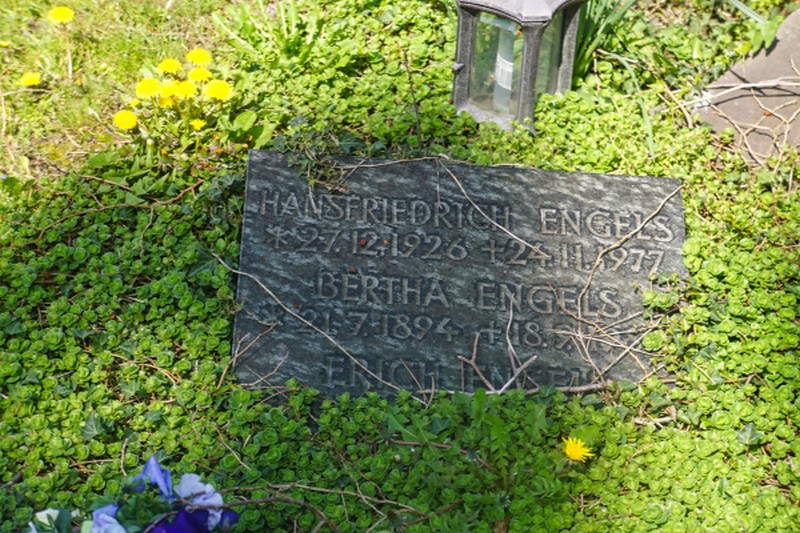 HANSFRIEDRICH ENGELS
* 27.12.1926 + 24.11.1977
BERTHA ENGELS
* 21.7.1894 + 18.
ERICH